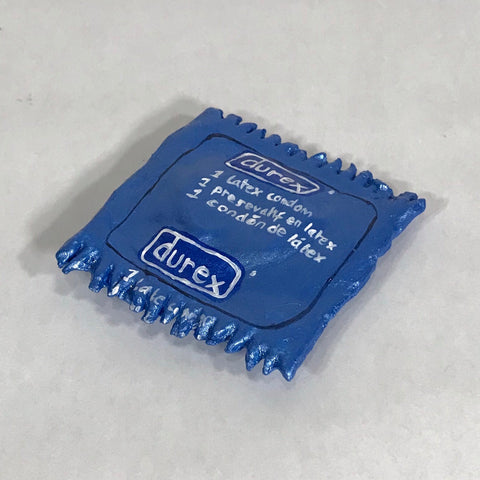 durex
1 latex condom
1 preservatif en latex
1 condón de látex
durex